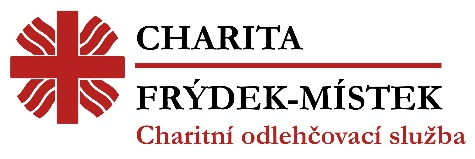 CHARITA
FRÝDEK-MÍSTEK
Charitní odlehčovací služba